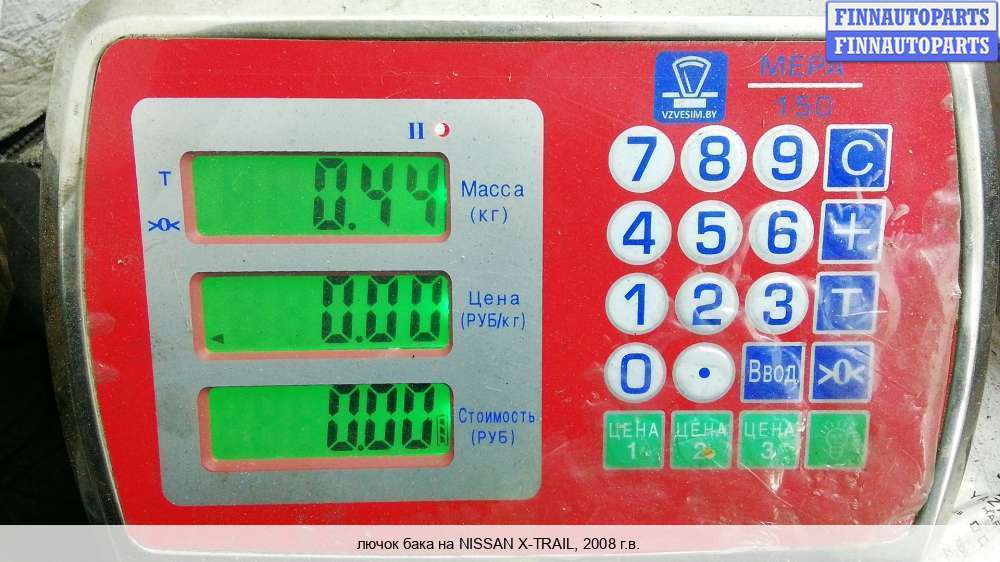 FINNAUTOPARTS
FINNAUTOPARTS
VZVESIM.BY
МЕРА
150
II
T
>0<
0.44
Масса
(кг)
0.00
Цена
(РУБ/кг)
0.00
Стоимость
(РУБ)
7 8 9 C
4 5 6 +
1 2 3 T
0 . Ввод >0<
ЦЕНА 1 ЦЕНА 2 ЦЕНА 3
лючок бака на NISSAN X-TRAIL, 2008 г.в.